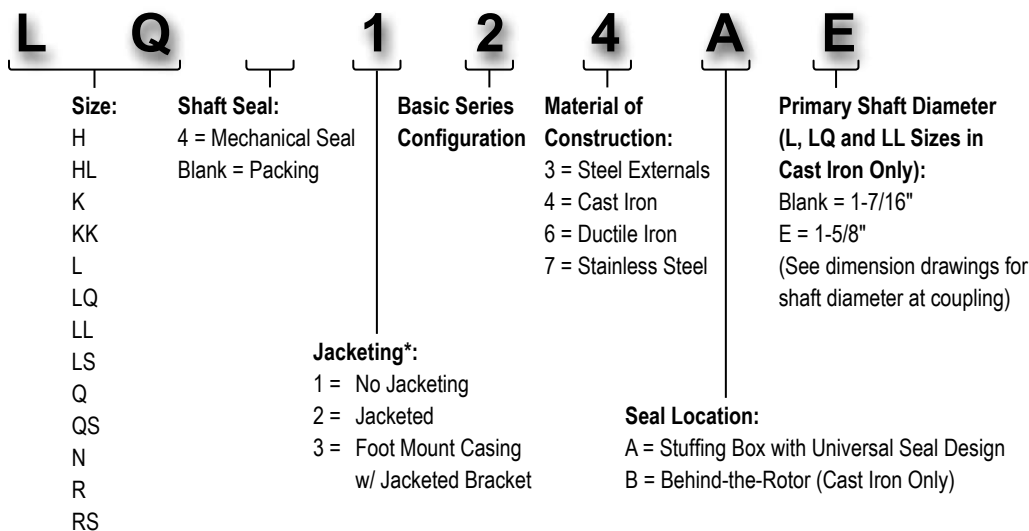 L Q 1 2 4 A E
Size:
H
HL
K
KK
L
LQ
LL
LS
Q
QS
N
R
RS
Shaft Seal:
4 = Mechanical Seal
Blank = Packing
Jacketing*:
1 = No Jacketing
2 = Jacketed
3 = Foot Mount Casing
w/ Jacketed Bracket
Basic Series
Configuration
Material of
Construction:
3 = Steel Externals
4 = Cast Iron
6 = Ductile Iron
7 = Stainless Steel
Seal Location:
A = Stuffing Box with Universal Seal Design
B = Behind-the-Rotor (Cast Iron Only)
Primary Shaft Diameter
(L, LQ and LL Sizes in
Cast Iron Only):
Blank = 1-7/16"
E = 1-5/8"
(See dimension drawings for
shaft diameter at coupling)